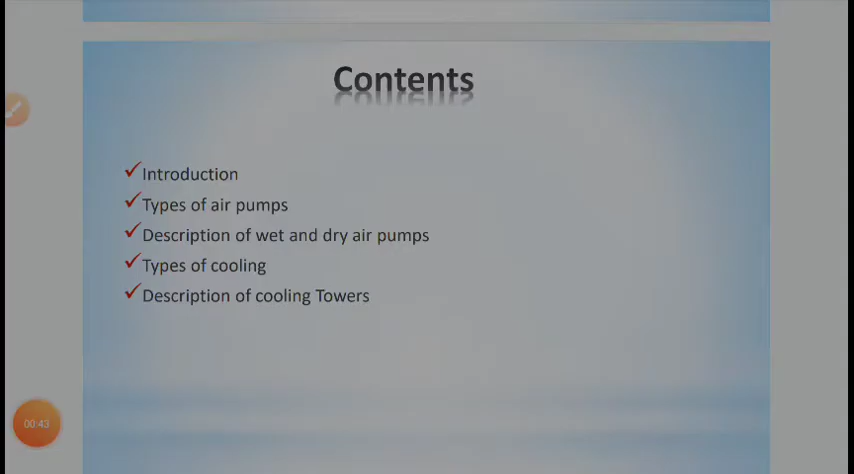 Contents
Introduction
Types of air pumps
Description of wet and dry air pumps
Types of cooling
Description of cooling Towers
00:43